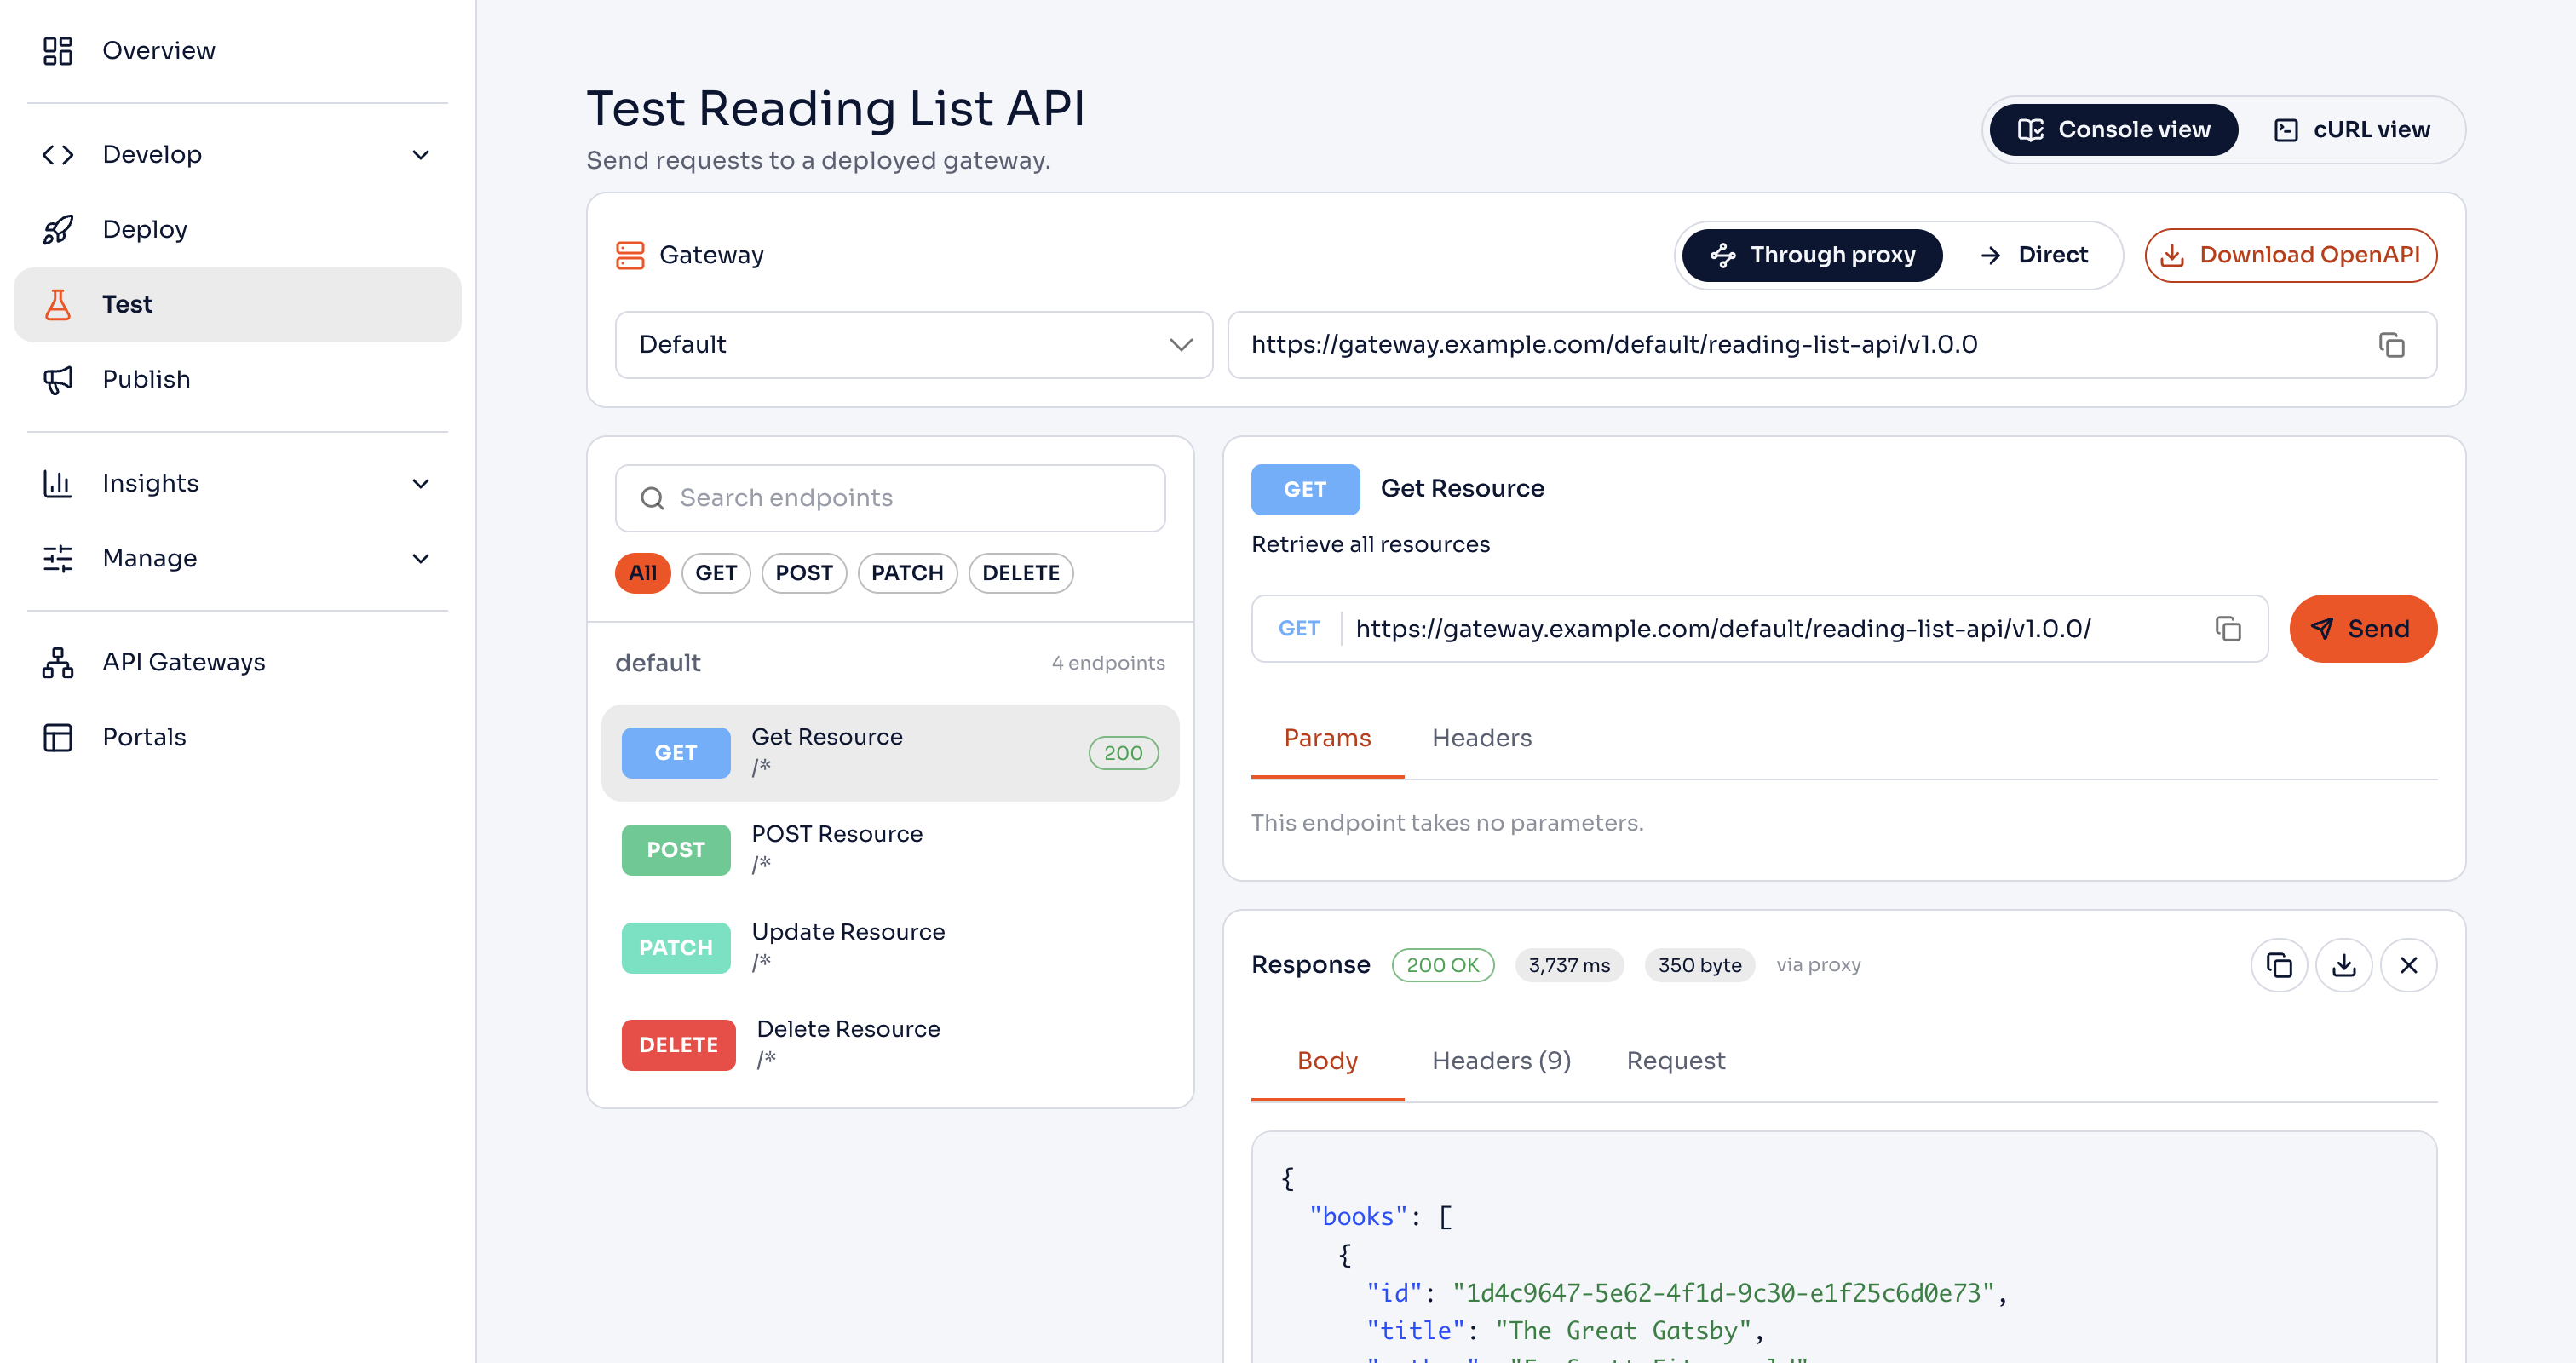 Overview
Develop
Deploy
Test
Publish
Insights
Manage
API Gateways
Portals
Test Reading List API
Send requests to a deployed gateway.
Console view
cURL view
Gateway
Through proxy
Direct
Download OpenAPI
Default
https://gateway.example.com/default/reading-list-api/v1.0.0
Search endpoints
All GET POST PATCH DELETE
default 4 endpoints
GET Get Resource 200
/*
POST POST Resource
/*
PATCH Update Resource
/*
DELETE Delete Resource
/*
GET Get Resource
Retrieve all resources
GET https://gateway.example.com/default/reading-list-api/v1.0.0/ Send
Params Headers
This endpoint takes no parameters.
Response 200 OK 3,737 ms 350 byte via proxy
Body Headers (9) Request
{
"books": [
{
"id": "1d4c9647-5e62-4f1d-9c30-e1f25c6d0e73",
"title": "The Great Gatsby",